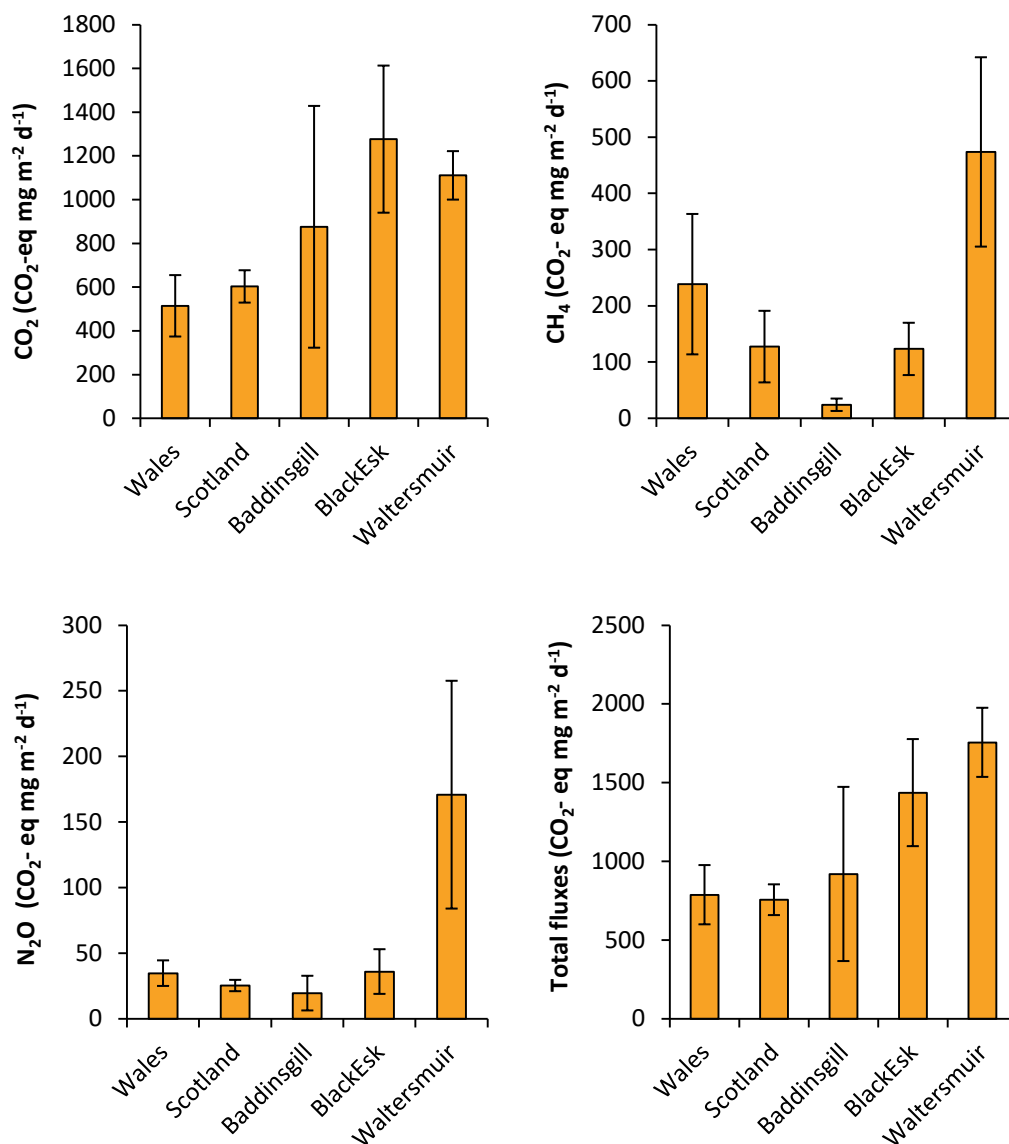 CO₂ (CO₂-eq mg m⁻² d⁻¹)
1800
1600
1400
1200
1000
800
600
400
200
0
Wales
Scotland
Baddinsgill
BlackEsk
Waltersmuir
CH₄ (CO₂- eq mg m⁻² d⁻¹)
700
600
500
400
300
200
100
0
Wales
Scotland
Baddinsgill
BlackEsk
Waltersmuir
N₂O (CO₂- eq mg m⁻² d⁻¹)
300
250
200
150
100
50
0
Wales
Scotland
Baddinsgill
BlackEsk
Waltersmuir
Total fluxes (CO₂- eq mg m⁻² d⁻¹)
2500
2000
1500
1000
500
0
Wales
Scotland
Baddinsgill
BlackEsk
Waltersmuir